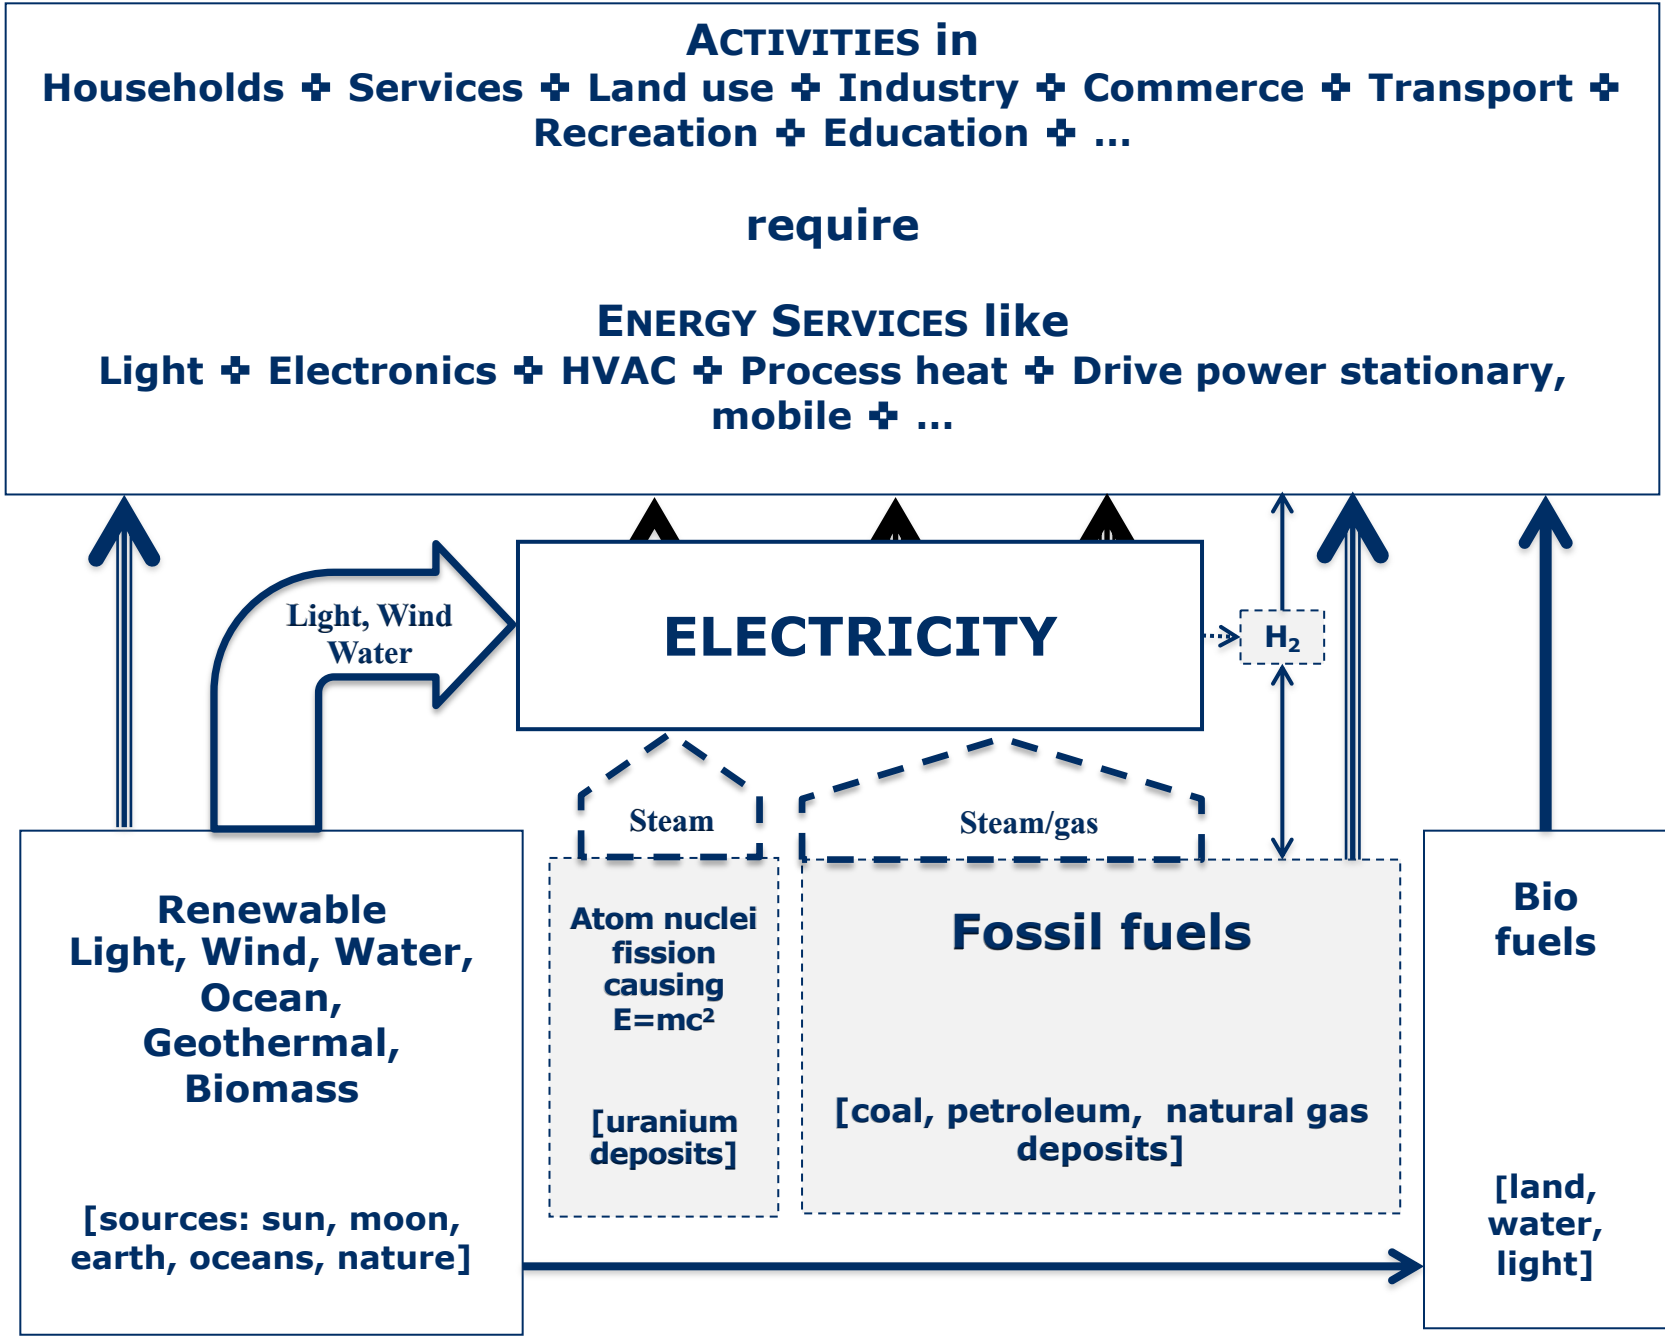 ACTIVITIES in
Households ✤ Services ✤ Land use ✤ Industry ✤ Commerce ✤ Transport ✤
Recreation ✤ Education ✤ ...
require
ENERGY SERVICES like
Light ✤ Electronics ✤ HVAC ✤ Process heat ✤ Drive power stationary,
mobile ✤ ...
Light, Wind
Water
ELECTRICITY
H₂
Steam
Steam/gas
Renewable
Light, Wind, Water,
Ocean,
Geothermal,
Biomass
[sources: sun, moon,
earth, oceans, nature]
Atom nuclei
fission
causing
E=mc²
[uranium
deposits]
Fossil fuels
[coal, petroleum, natural gas
deposits]
Bio
fuels
[land,
water,
light]